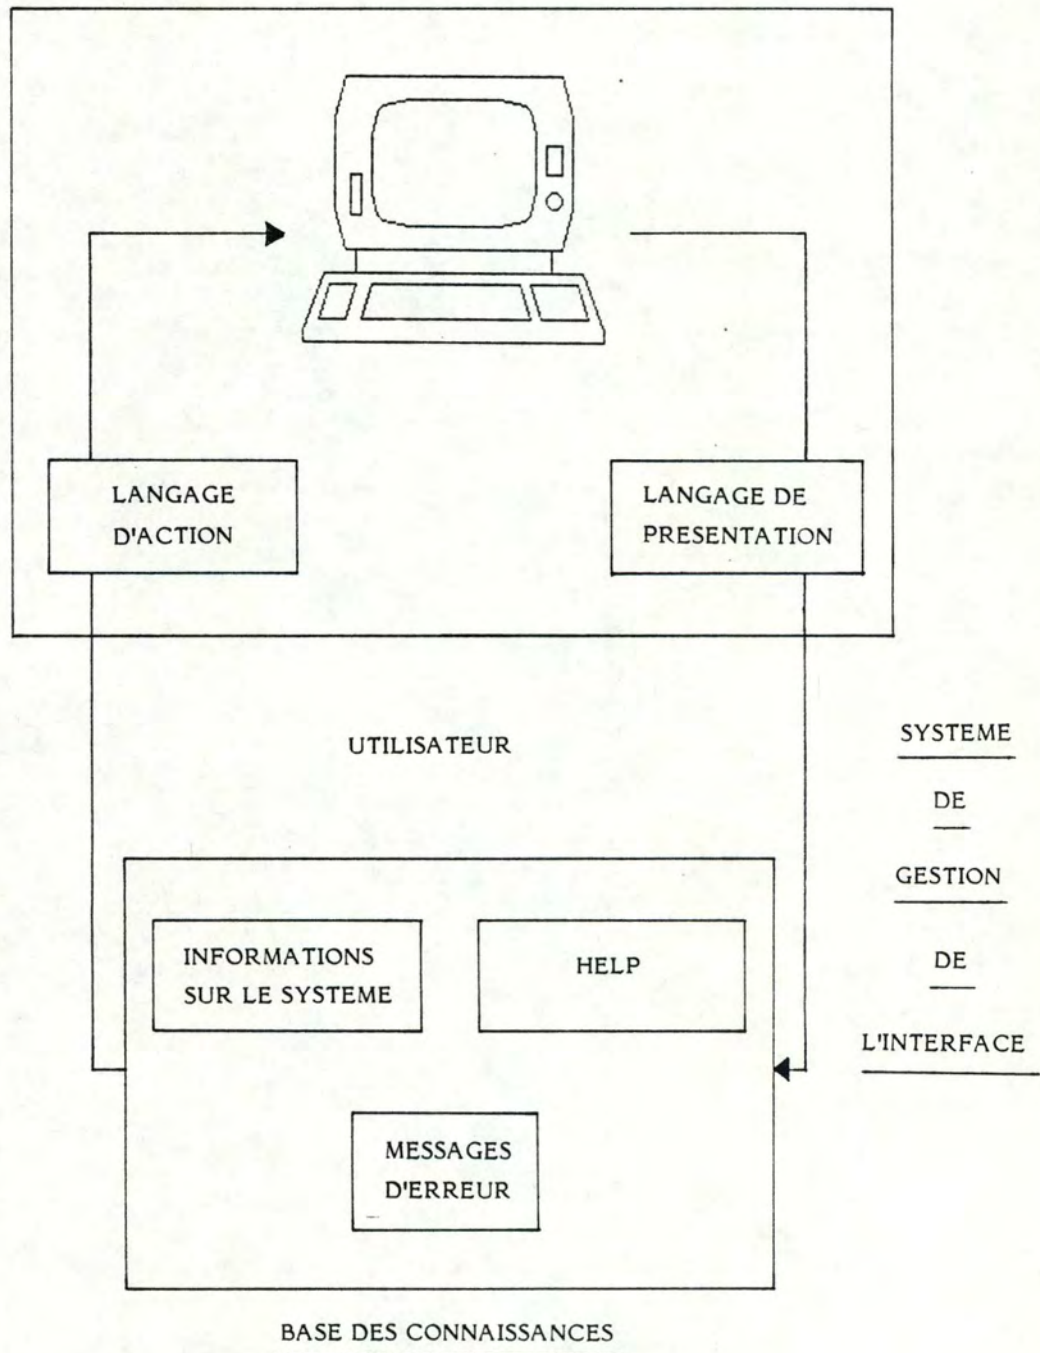 LANGAGE
D'ACTION
LANGAGE DE
PRESENTATION
UTILISATEUR
SYSTEME
DE
GESTION
DE
L'INTERFACE
INFORMATIONS
SUR LE SYSTEME
HELP
MESSAGES
D'ERREUR
BASE DES CONNAISSANCES